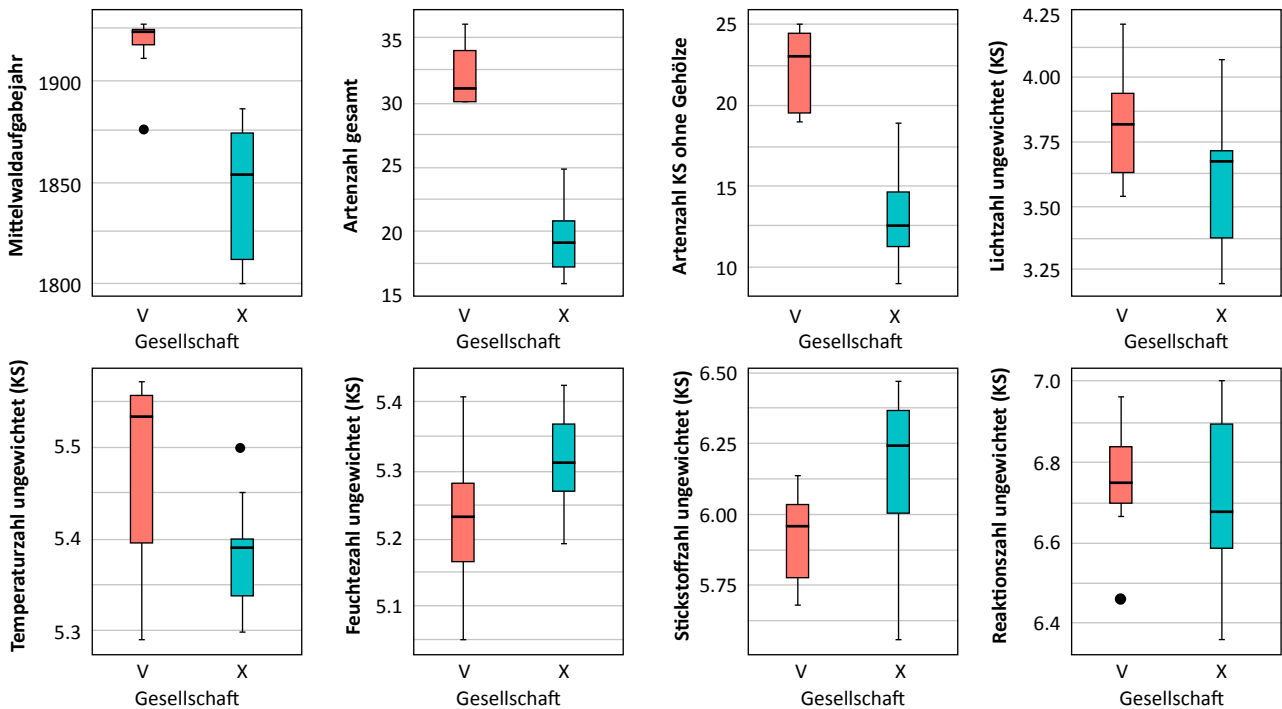 Mittelwaldaufgabejahr
1900
1850
1800
V X
Gesellschaft
Artenzahl gesamt
35
30
25
20
15
V X
Gesellschaft
Artenzahl KS ohne Gehölze
25
20
15
10
V X
Gesellschaft
Lichtzahl ungewichtet (KS)
4.25
4.00
3.75
3.50
3.25
V X
Gesellschaft
Temperaturzahl ungewichtet (KS)
5.5
5.4
5.3
V X
Gesellschaft
Feuchtezahl ungewichtet (KS)
5.4
5.3
5.2
5.1
V X
Gesellschaft
Stickstoffzahl ungewichtet (KS)
6.50
6.25
6.00
5.75
V X
Gesellschaft
Reaktionszahl ungewichtet (KS)
7.0
6.8
6.6
6.4
V X
Gesellschaft